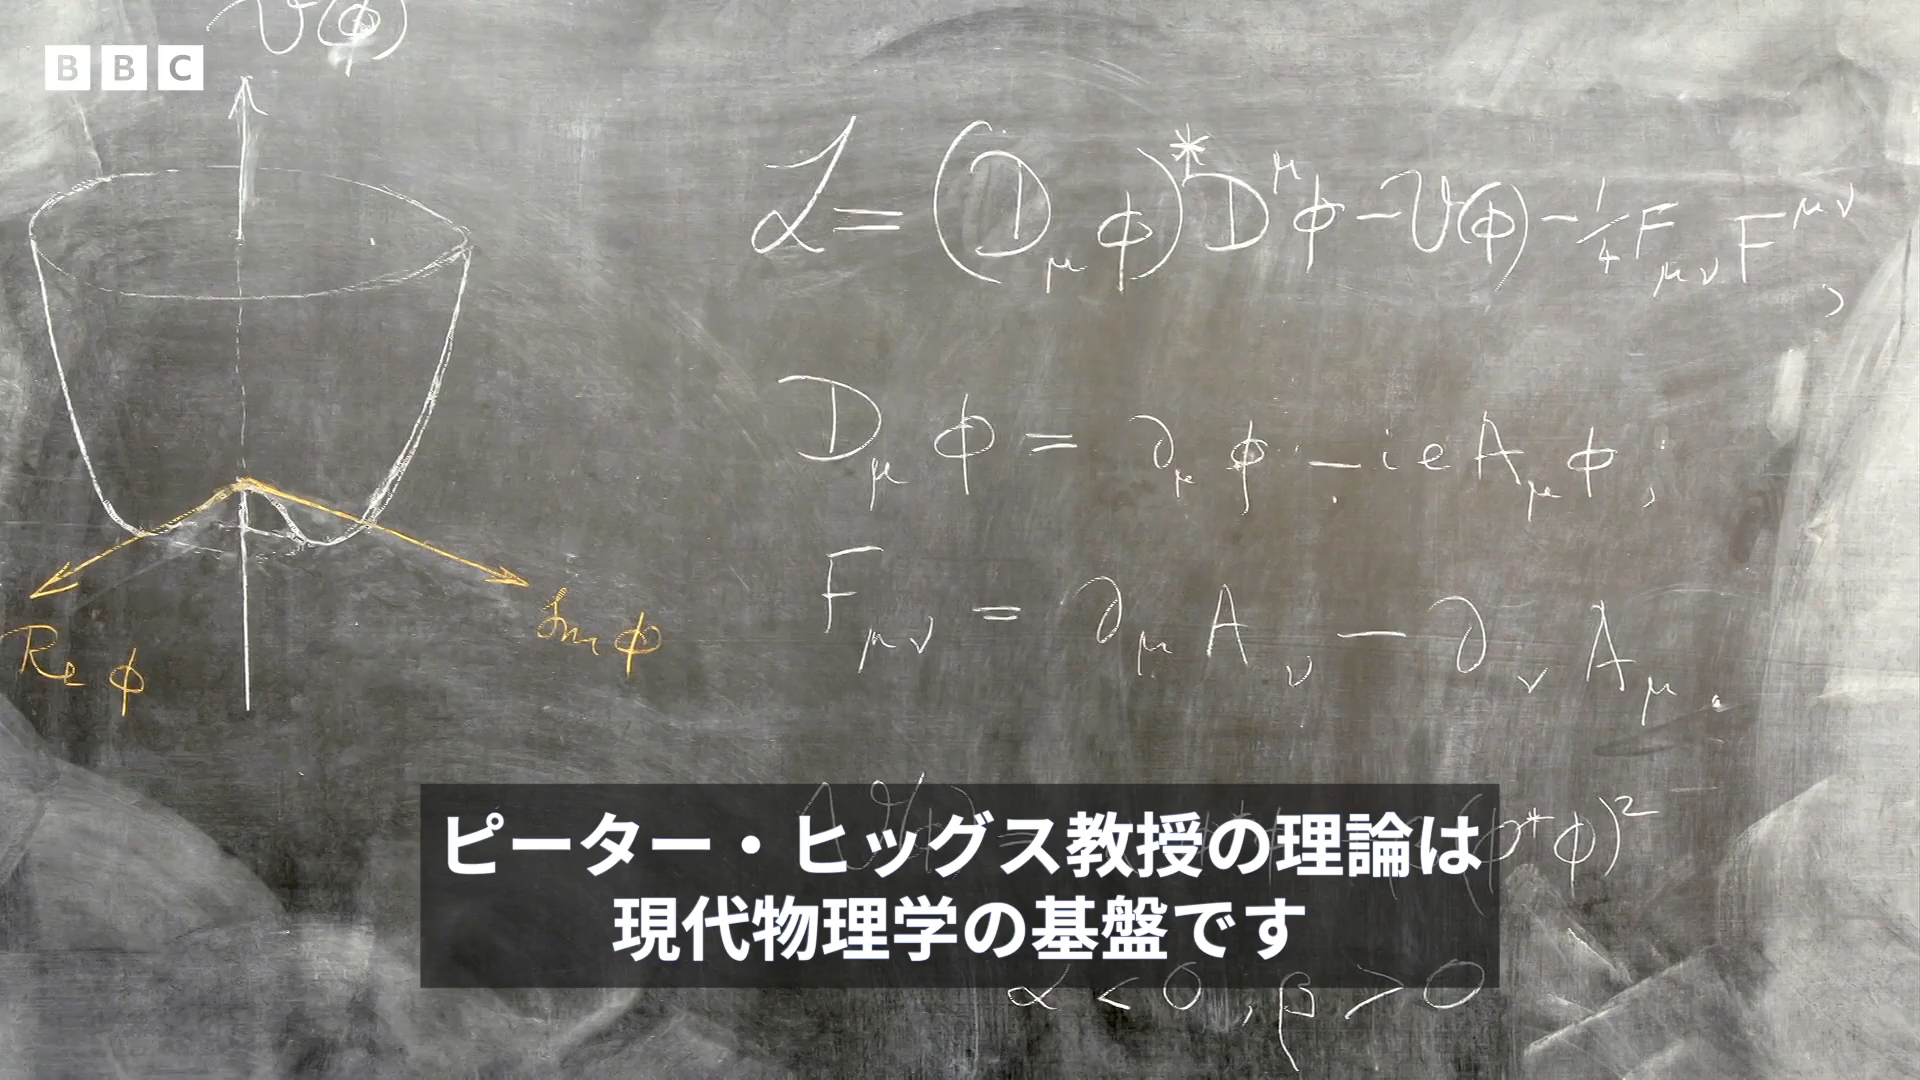 V(φ)
BBC
ℒ = (D_μ φ)* D^μ φ - V(φ) - 1/4 F_μν F^μν,
D_μ φ = ∂_μ φ - ieA_μ φ,
F_μν = ∂_μ A_ν - ∂_ν A_μ.
Im φ
Re φ
φ*φ)²
ピーター・ヒッグス教授の理論は
現代物理学の基盤です
α < 0, β > 0